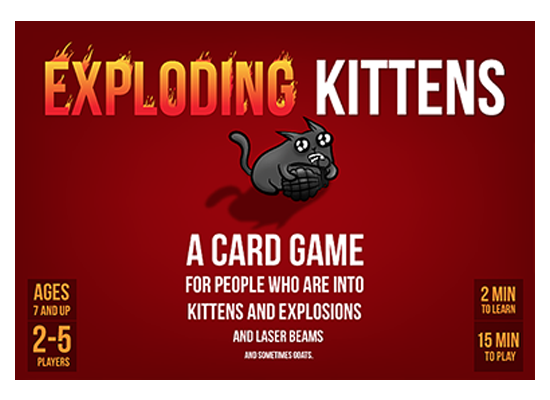 EXPLODING KITTENS
A CARD GAME
FOR PEOPLE WHO ARE INTO
KITTENS AND EXPLOSIONS
AND LASER BEAMS
AND SOMETIMES GOATS.
AGES
7 AND UP
2-5
PLAYERS
2 MIN
TO LEARN
15 MIN
TO PLAY